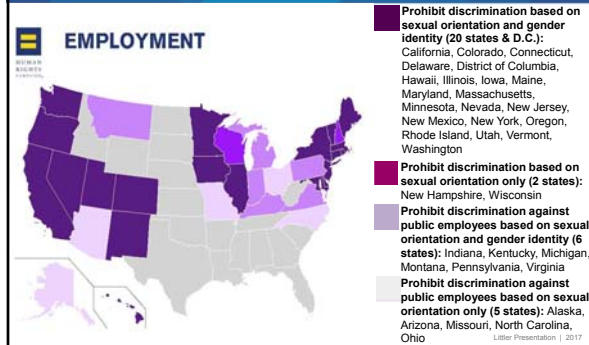 EMPLOYMENT
HUMAN
RIGHTS
CAMPAIGN
Prohibit discrimination based on
sexual orientation and gender
identity (20 states & D.C.):
California, Colorado, Connecticut,
Delaware, District of Columbia,
Hawaii, Illinois, Iowa, Maine,
Maryland, Massachusetts,
Minnesota, Nevada, New Jersey,
New Mexico, New York, Oregon,
Rhode Island, Utah, Vermont,
Washington
Prohibit discrimination based on
sexual orientation only (2 states):
New Hampshire, Wisconsin
Prohibit discrimination against
public employees based on sexual
orientation and gender identity (6
states): Indiana, Kentucky, Michigan,
Montana, Pennsylvania, Virginia
Prohibit discrimination against
public employees based on sexual
orientation only (5 states): Alaska,
Arizona, Missouri, North Carolina,
Ohio
Littler Presentation | 2017